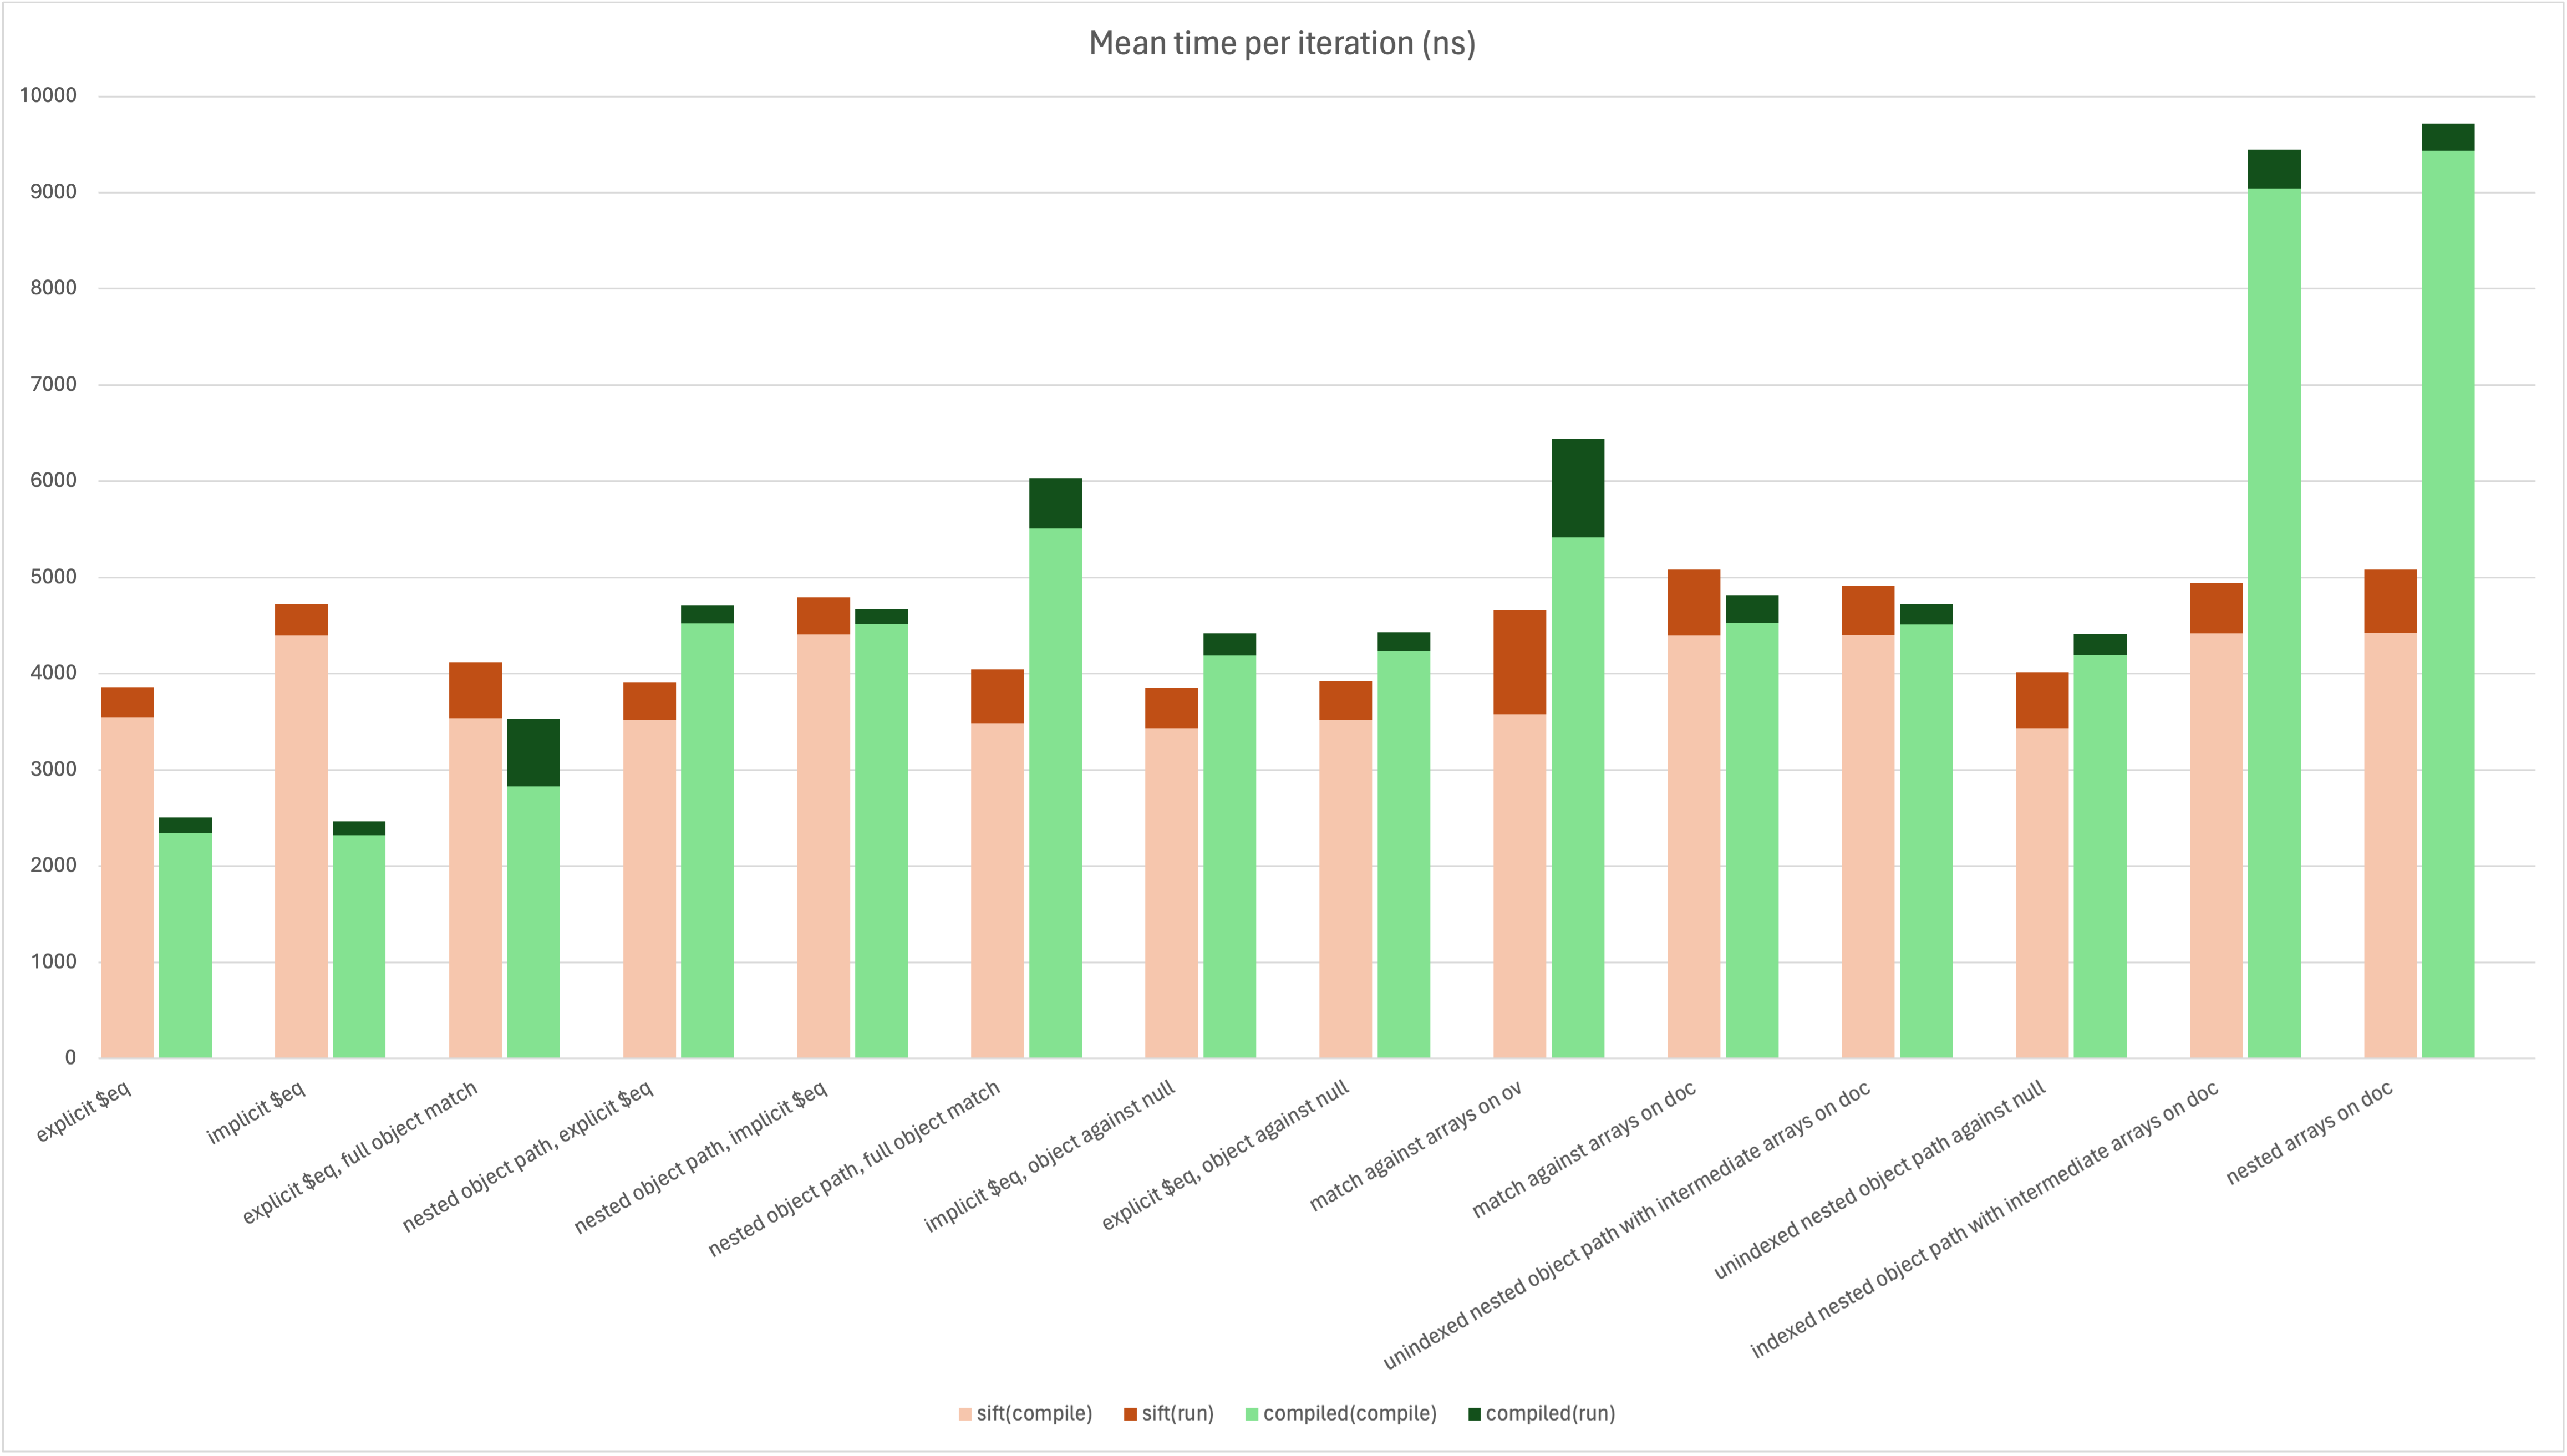 Mean time per iteration (ns)
10000
9000
8000
7000
6000
5000
4000
3000
2000
1000
0
explicit $eq
implicit $eq
explicit $eq, full object match
nested object path, explicit $eq
nested object path, implicit $eq
nested object path, full object match
implicit $eq, object against null
explicit $eq, object against null
match against arrays on ov
match against arrays on doc
unindexed nested object path with intermediate arrays on doc
unindexed nested object path against null
indexed nested object path with intermediate arrays on doc
nested arrays on doc
sift(compile) sift(run) compiled(compile) compiled(run)